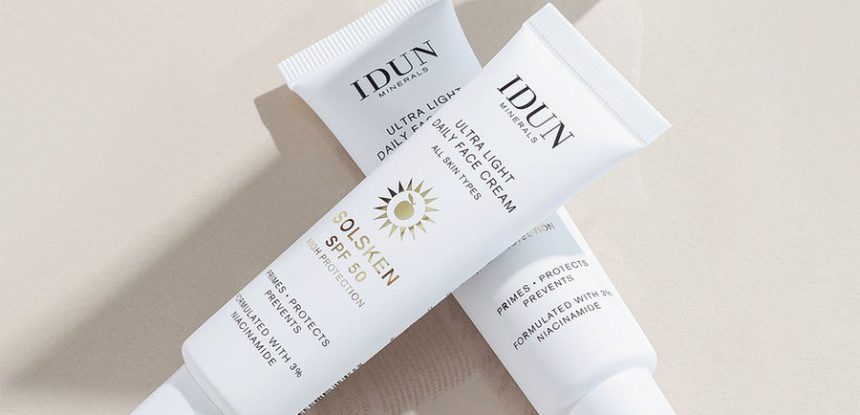 IDUN
MINERALS
ULTRA LIGHT
DAILY FACE CREAM
ALL SKIN TYPES
SOLSKEN
SPF 50
HIGH PROTECTION
PRIMES • PROTECTS
PREVENTS
FORMULATED WITH 3%
NIACINAMIDE
IDUN
MINERALS
ULTRA LIGHT
DAILY FACE
PRIMES • PROTECTS
PREVENTS
FORMULATED WITH 3%
NIACINAMIDE